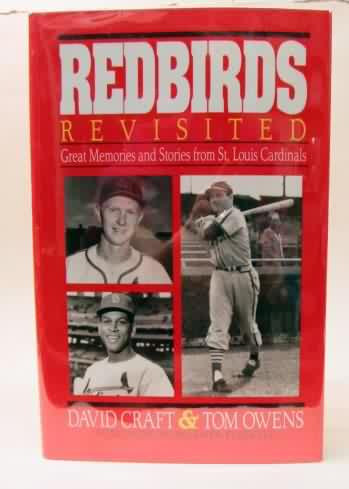 REDBIRDS
REVISITED
Great Memories and Stories from St. Louis Cardinals
DAVID CRAFT & TOM OWENS